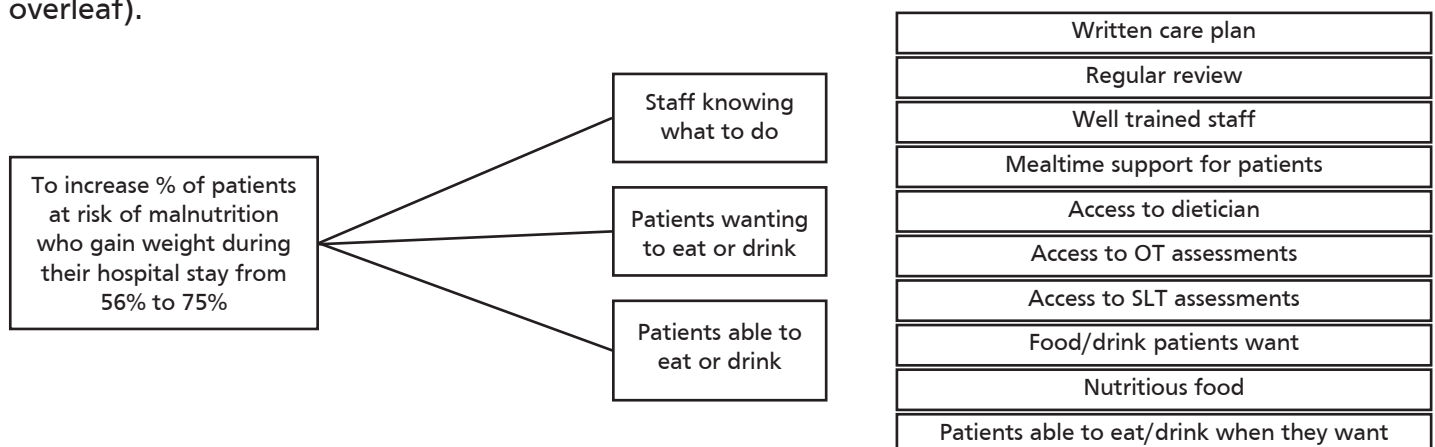 overleaf).
To increase % of patients
at risk of malnutrition
who gain weight during
their hospital stay from
56% to 75%
Staff knowing
what to do
Patients wanting
to eat or drink
Patients able to
eat or drink
Written care plan
Regular review
Well trained staff
Mealtime support for patients
Access to dietician
Access to OT assessments
Access to SLT assessments
Food/drink patients want
Nutritious food
Patients able to eat/drink when they want